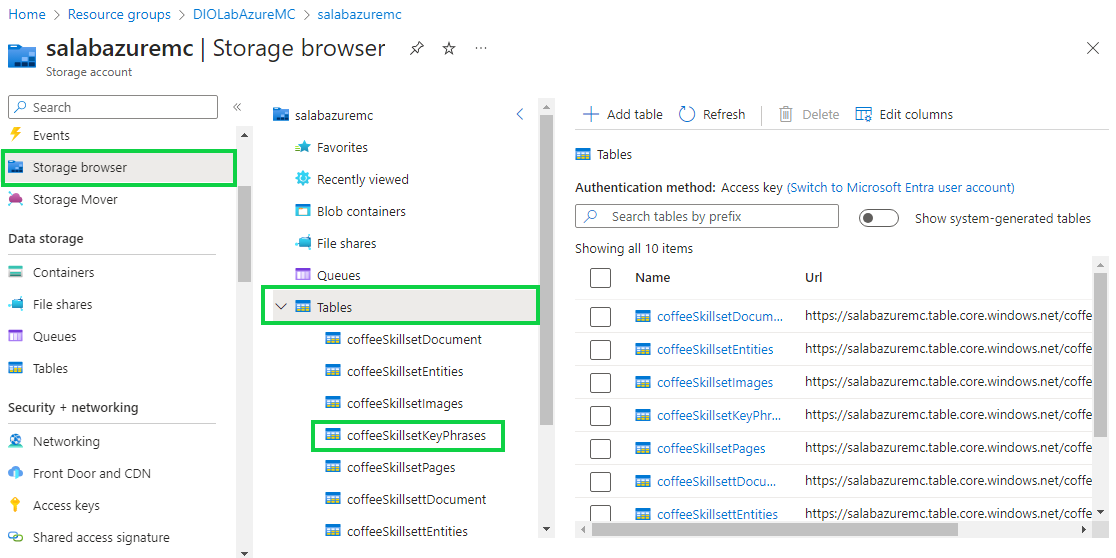 Home > Resource groups > DIOLabAzureMC > salabazuremc
salabazuremc | Storage browser ...
Storage account
Search
«
Events
Storage browser
Storage Mover
Data storage
Containers
File shares
Queues
Tables
Security + networking
Networking
Front Door and CDN
Access keys
Shared access signature
salabazuremc
Favorites
Recently viewed
Blob containers
File shares
Queues
Tables
coffeeSkillsetDocument
coffeeSkillsetEntities
coffeeSkillsetImages
coffeeSkillsetKeyPhrases
coffeeSkillsetPages
coffeeSkillsettDocument
coffeeSkillsettEntities
Add table Refresh Delete Edit columns
Tables
Authentication method: Access key (Switch to Microsoft Entra user account)
Search tables by prefix Show system-generated tables
Showing all 10 items
Name Url
coffeeSkillsetDocum... https://salabazuremc.table.core.windows.net/coffe
coffeeSkillsetEntities https://salabazuremc.table.core.windows.net/coffe
coffeeSkillsetImages https://salabazuremc.table.core.windows.net/coffe
coffeeSkillsetKeyPhr... https://salabazuremc.table.core.windows.net/coffe
coffeeSkillsetPages https://salabazuremc.table.core.windows.net/coffe
coffeeSkillsettDocu... https://salabazuremc.table.core.windows.net/coffe
coffeeSkillsettEntities https://salabazuremc.table.core.windows.net/coffe